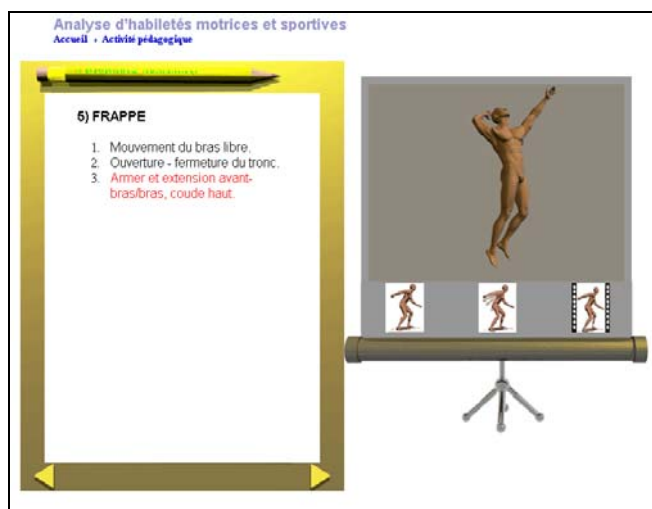 Analyse d'habiletés motrices et sportives
Accueil › Activité pédagogique
5) FRAPPE
1. Mouvement du bras libre.
2. Ouverture - fermeture du tronc.
3. Armer et extension avant-
bras/bras, coude haut.